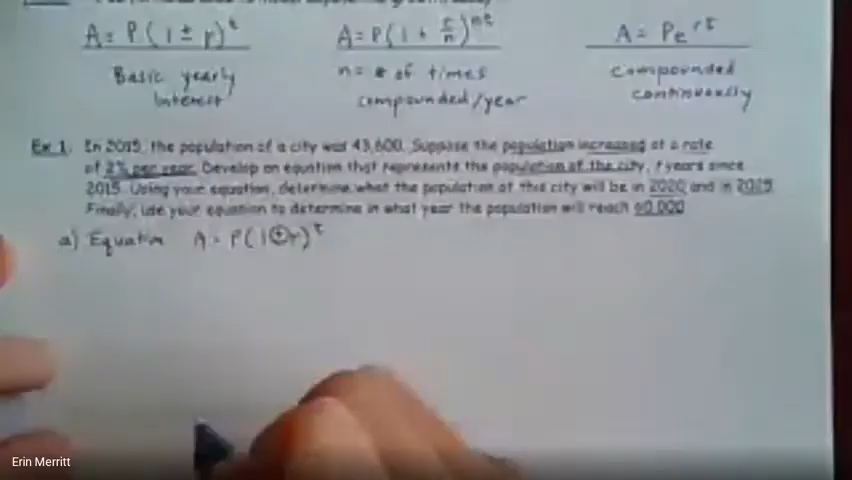 A = P(1 ± r)^t
A = P(1 + r/n)^nt
A = Pe^rt
Basic yearly
Interest
n = # of times
compounded/year
compounded
continuously
Ex 1. In 2015, the population of a city was 43,600. Suppose the population increased at a rate
of 2% per year. Develop an equation that represents the population of the city, t years since
2015. Using your equation, determine what the population of this city will be in 2020 and in 2025.
Finally, use your equation to determine in what year the population will reach 60,000
a) Equation A = P(1 ± r)^t
Erin Merritt